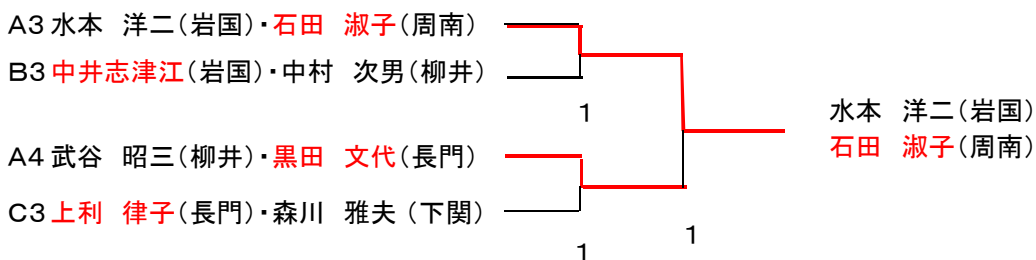 A3 水本　洋二(岩国)・石田　淑子(周南)
B3 中井志津江(岩国)・中村　次男(柳井)
1
水本　洋二(岩国)
石田　淑子(周南)
A4 武谷　昭三(柳井)・黒田　文代(長門)
C3 上利　律子(長門)・森川　雅夫 (下関)
1
1